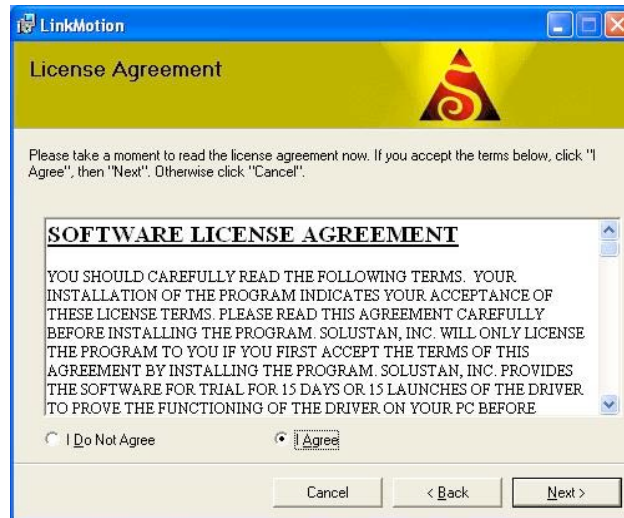 LinkMotion
License Agreement
Please take a moment to read the license agreement now. If you accept the terms below, click "I
Agree", then "Next". Otherwise click "Cancel".
SOFTWARE LICENSE AGREEMENT
YOU SHOULD CAREFULLY READ THE FOLLOWING TERMS. YOUR
INSTALLATION OF THE PROGRAM INDICATES YOUR ACCEPTANCE OF
THESE LICENSE TERMS. PLEASE READ THIS AGREEMENT CAREFULLY
BEFORE INSTALLING THE PROGRAM. SOLUSTAN, INC. WILL ONLY LICENSE
THE PROGRAM TO YOU IF YOU FIRST ACCEPT THE TERMS OF THIS
AGREEMENT BY INSTALLING THE PROGRAM. SOLUSTAN, INC. PROVIDES
THE SOFTWARE FOR TRIAL FOR 15 DAYS OR 15 LAUNCHES OF THE DRIVER
TO PROVE THE FUNCTIONING OF THE DRIVER ON YOUR PC BEFORE
I Do Not Agree
I Agree
Cancel
< Back
Next >